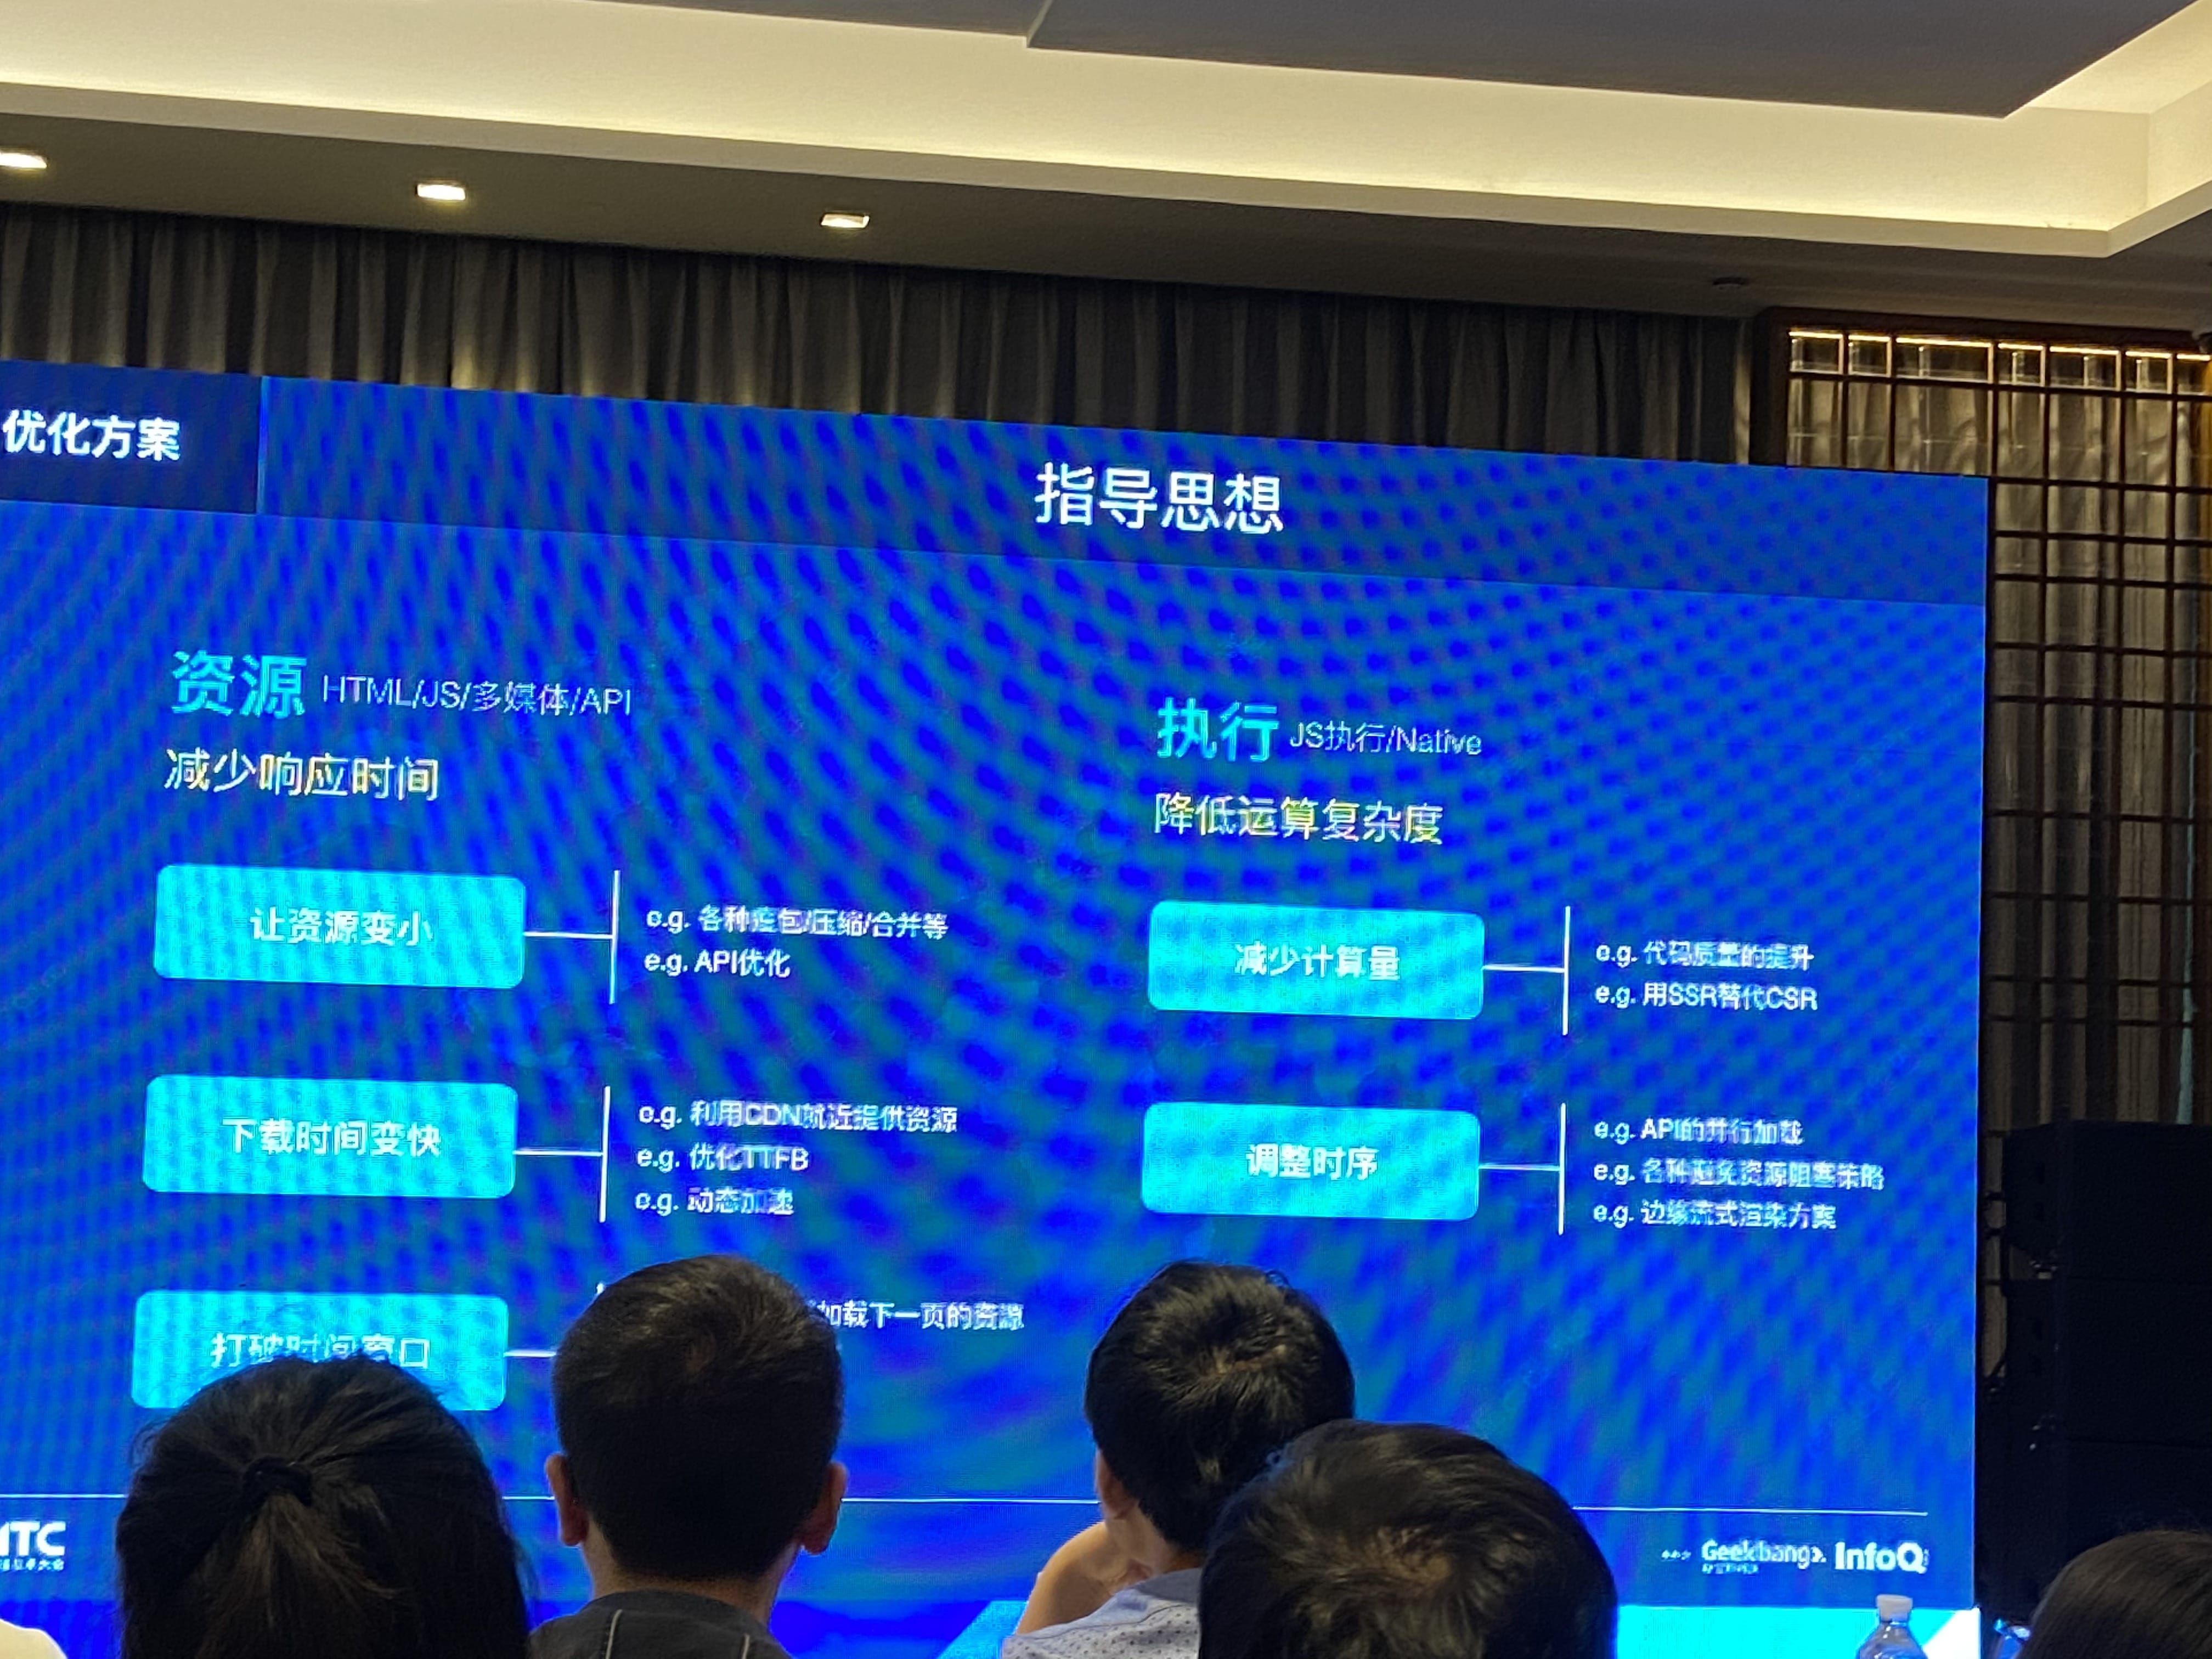 优化方案
指导思想
资源 HTML/JS/多媒体/API
减少响应时间
让资源变小
e.g. 各种包/压缩/合并等
e.g. API优化
下载时间变快
e.g. 利用CDN就近提供资源
e.g. 优化TTFB
e.g. 动态加速
打破时间窗口
加载下一页的资源
执行 JS执行/Native
降低运算复杂度
减少计算量
e.g. 代码质量的提升
e.g. 用SSR替代CSR
调整时序
e.g. API的并行加载
e.g. 各种避免资源阻塞策略
e.g. 边缘流式渲染方案
TC
Geekbang>. InfoQ